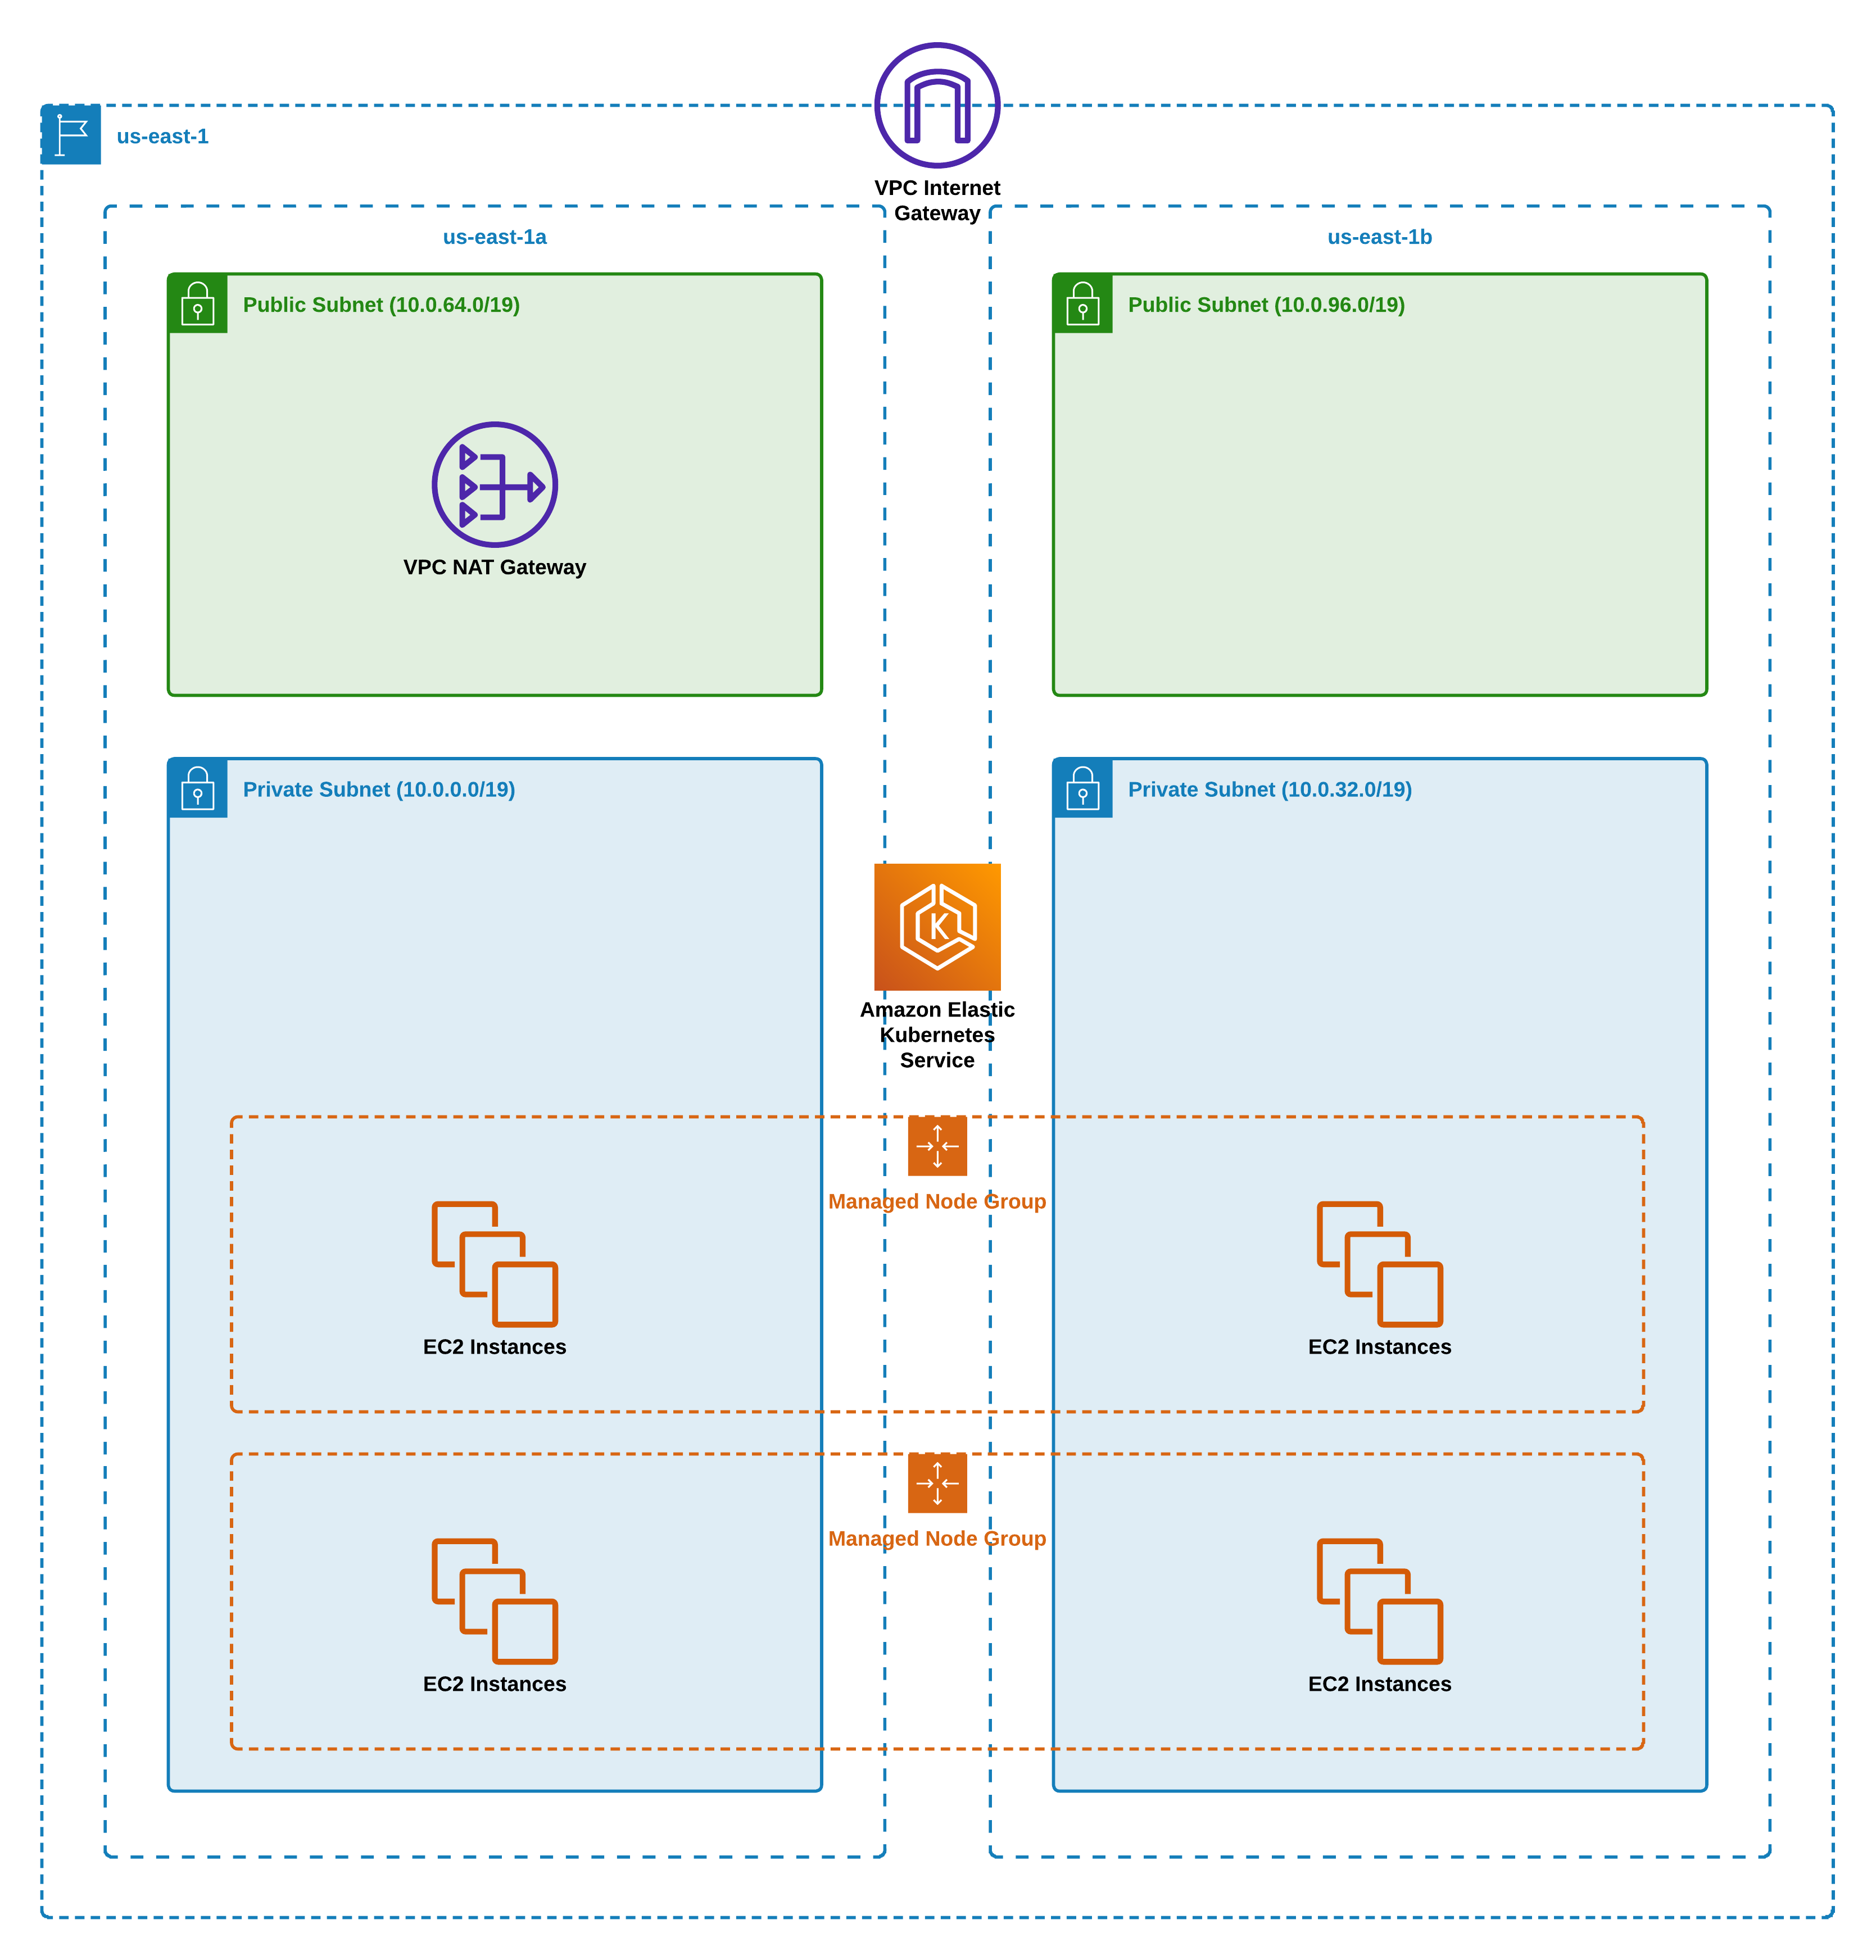 VPC Internet
Gateway
us-east-1
us-east-1a
us-east-1b
Public Subnet (10.0.64.0/19)
Public Subnet (10.0.96.0/19)
VPC NAT Gateway
Private Subnet (10.0.0.0/19)
Private Subnet (10.0.32.0/19)
K
Amazon Elastic
Kubernetes
Service
Managed Node Group
EC2 Instances
EC2 Instances
Managed Node Group
EC2 Instances
EC2 Instances